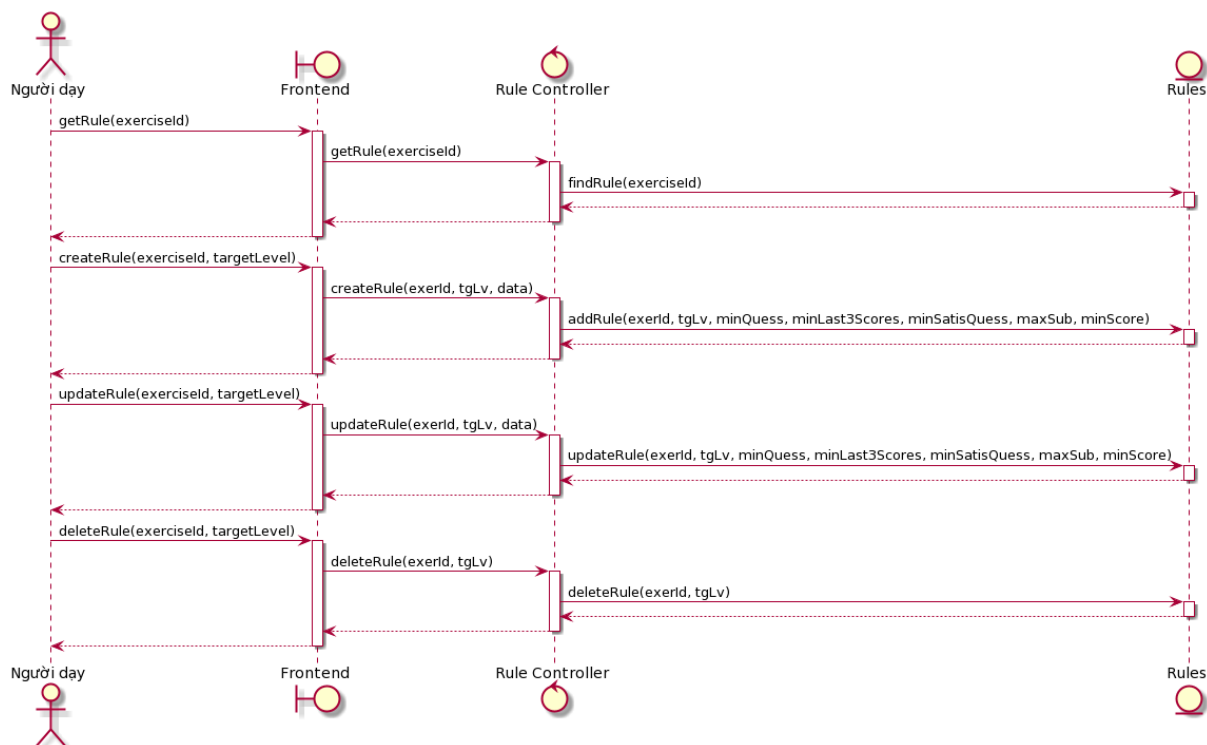 Người dạy
Frontend
Rule Controller
Rules
getRule(exerciseId)
getRule(exerciseId)
findRule(exerciseId)
createRule(exerciseId, targetLevel)
createRule(exerId, tgLv, data)
addRule(exerId, tgLv, minQuess, minLast3Scores, minSatisQuess, maxSub, minScore)
updateRule(exerciseId, targetLevel)
updateRule(exerId, tgLv, data)
updateRule(exerId, tgLv, minQuess, minLast3Scores, minSatisQuess, maxSub, minScore)
deleteRule(exerciseId, targetLevel)
deleteRule(exerId, tgLv)
deleteRule(exerId, tgLv)
Người dạy
Frontend
Rule Controller
Rules